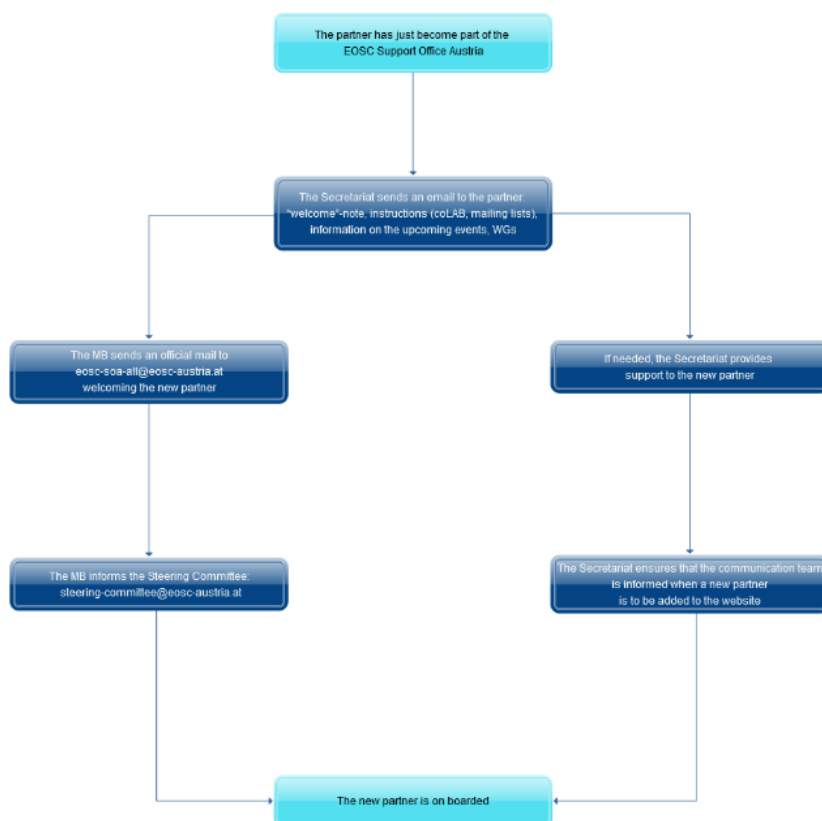 The partner has just become part of the
EOSC Support Office Austria
The Secretariat sends an email to the partner:
"welcome"-note, instructions (coLAB, mailing lists),
information on the upcoming events, WGs
The MB sends an official mail to
eosc-soa-all@eosc-austria.at
welcoming the new partner
If needed, the Secretariat provides
support to the new partner
The MB informs the Steering Committee:
steering-committee@eosc-austria.at
The Secretariat ensures that the communication team
is informed when a new partner
is to be added to the website
The new partner is on boarded